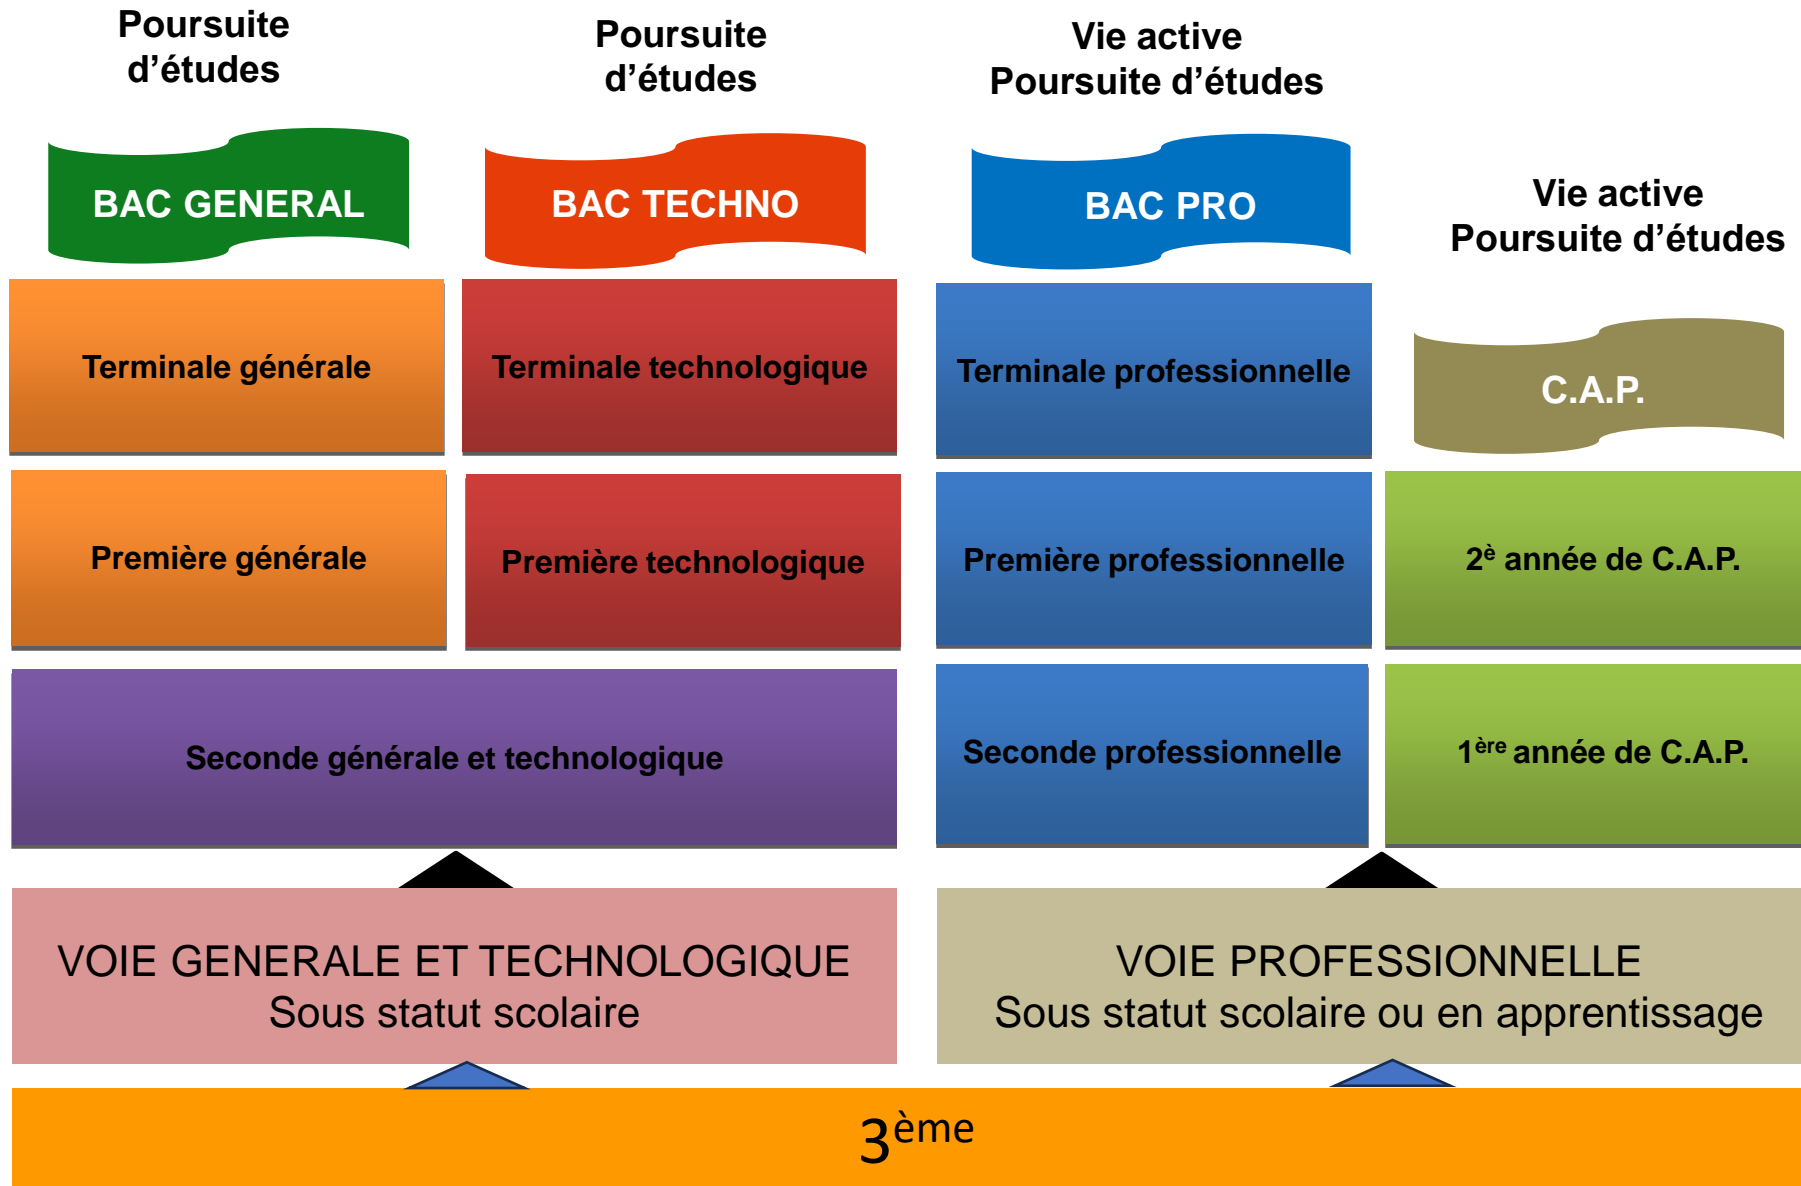 Poursuite
d’études
Poursuite
d’études
Vie active
Poursuite d’études
BAC GENERAL
BAC TECHNO
BAC PRO
Vie active
Poursuite d’études
Terminale générale
Terminale technologique
Terminale professionnelle
C.A.P.
Première générale
Première technologique
Première professionnelle
2è année de C.A.P.
Seconde générale et technologique
Seconde professionnelle
1ère année de C.A.P.
VOIE GENERALE ET TECHNOLOGIQUE
Sous statut scolaire
VOIE PROFESSIONNELLE
Sous statut scolaire ou en apprentissage
3ème